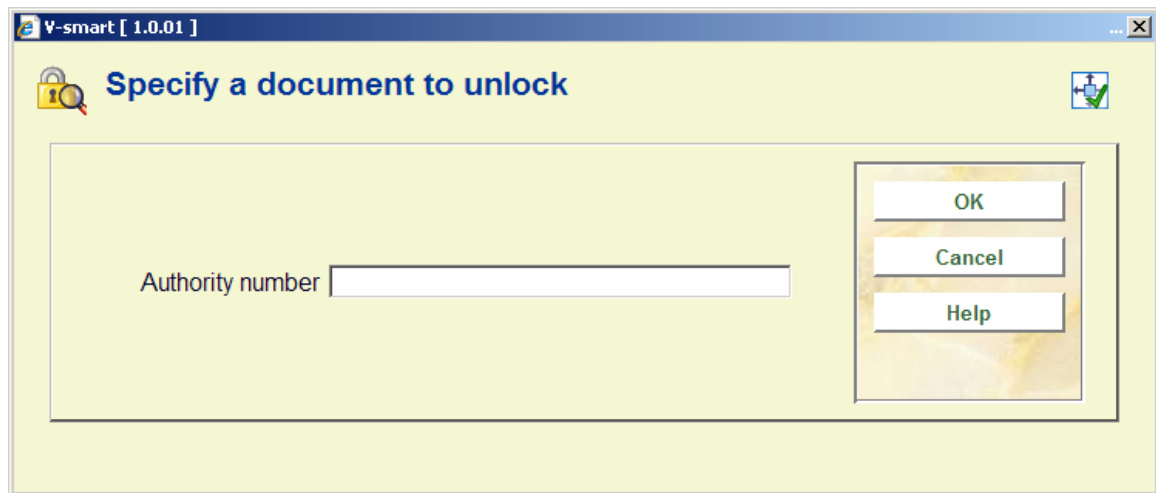 V-smart [ 1.0.01 ] ...
Specify a document to unlock
OK
Cancel
Authority number
Help